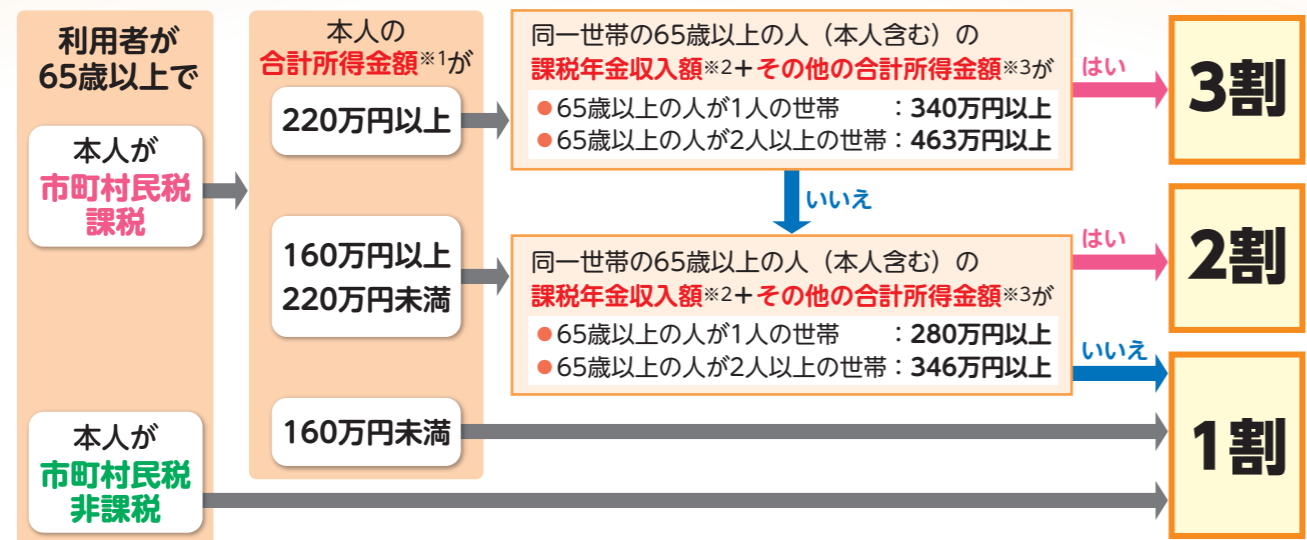 利用者が
65歳以上で
本人が
市町村民税
課税
本人が
市町村民税
非課税
本人の
合計所得金額※1が
220万円以上
160万円以上
220万円未満
160万円未満
同一世帯の65歳以上の人（本人含む）の
課税年金収入額※2＋その他の合計所得金額※3が
●65歳以上の人が1人の世帯　　　：340万円以上
●65歳以上の人が2人以上の世帯：463万円以上
はい
3割
いいえ
同一世帯の65歳以上の人（本人含む）の
課税年金収入額※2＋その他の合計所得金額※3が
●65歳以上の人が1人の世帯　　　：280万円以上
●65歳以上の人が2人以上の世帯：346万円以上
はい
2割
いいえ
1割